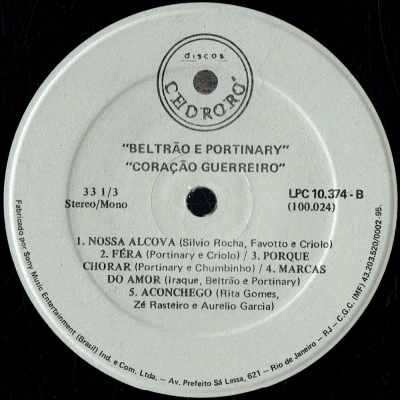 discos
CHORORÓ
"BELTRÃO E PORTINARY"
"CORAÇÃO GUERREIRO"
33 1/3
Stereo/Mono
LPC 10.374 - B
(100.024)
1. NOSSA ALCOVA (Silvio Rocha, Favotto e Criolo)
2. FÉRA (Portinary e Criolo) / 3. PORQUE
CHORAR (Portinary e Chumbinho) / 4. MARCAS
DO AMOR (Iraque, Beltrão e Portinary)
5. ACONCHEGO (Rita Gomes,
Zé Rasteiro e Aurelio Garcia)
Fabricado por Sony Music Entertainment (Brasil) Ind. e Com. Ltda. — Av. Prefeito Sá Lessa, 621 — Rio de Janeiro — RJ — C.G.C. (MF) 43.203.520/0002-95.